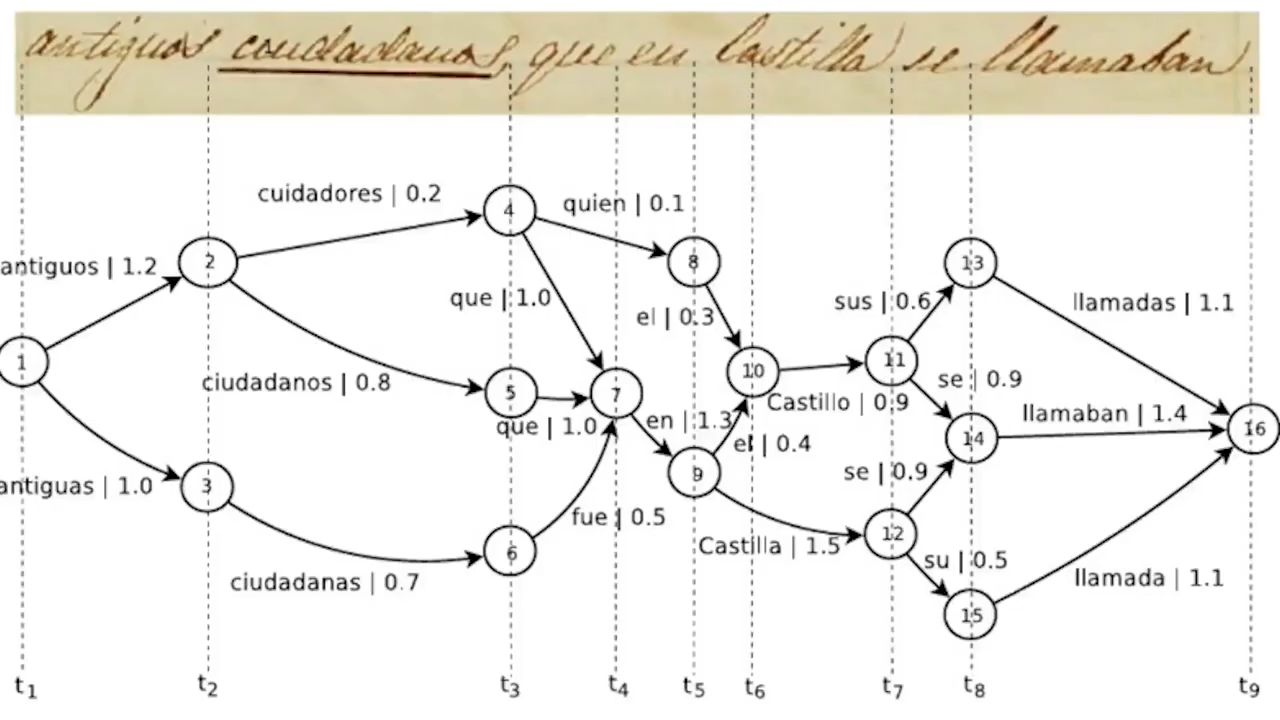 antiguos ciudadanos, que en Castilla se llamaban
cuidadores | 0.2
4
quien | 0.1
antiguos | 1.2
2
8
13
que | 1.0
el | 0.3
sus | 0.6
llamadas | 1.1
1
10
11
ciudadanos | 0.8
5
7
Castillo | 0.9
se | 0.9
que | 1.0
en | 1.3
el | 0.4
llamaban | 1.4
14
16
antiguas | 1.0
3
9
se | 0.9
fue | 0.5
12
Castilla | 1.5
6
su | 0.5
ciudadanas | 0.7
llamada | 1.1
15
t1 t2 t3 t4 t5 t6 t7 t8 t9